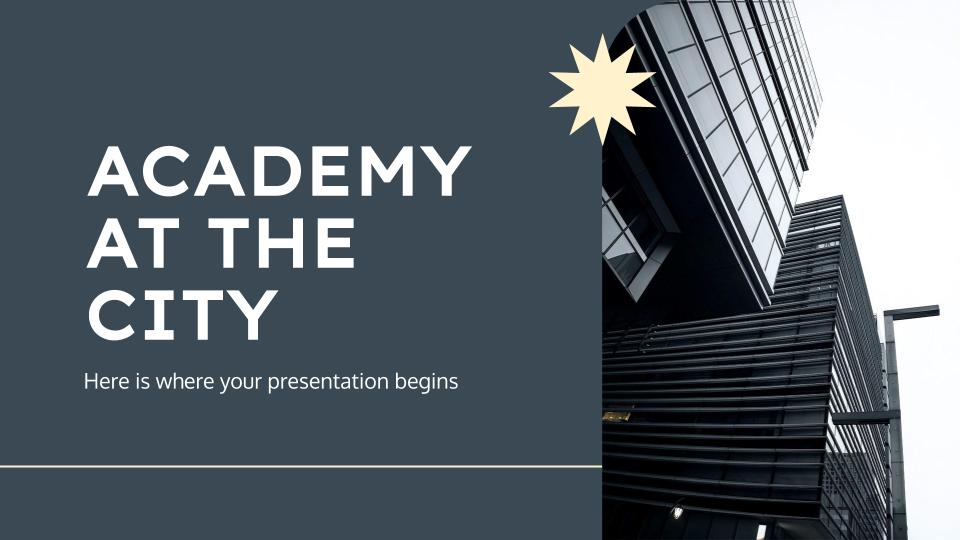 ACADEMY
AT THE
CITY
Here is where your presentation begins